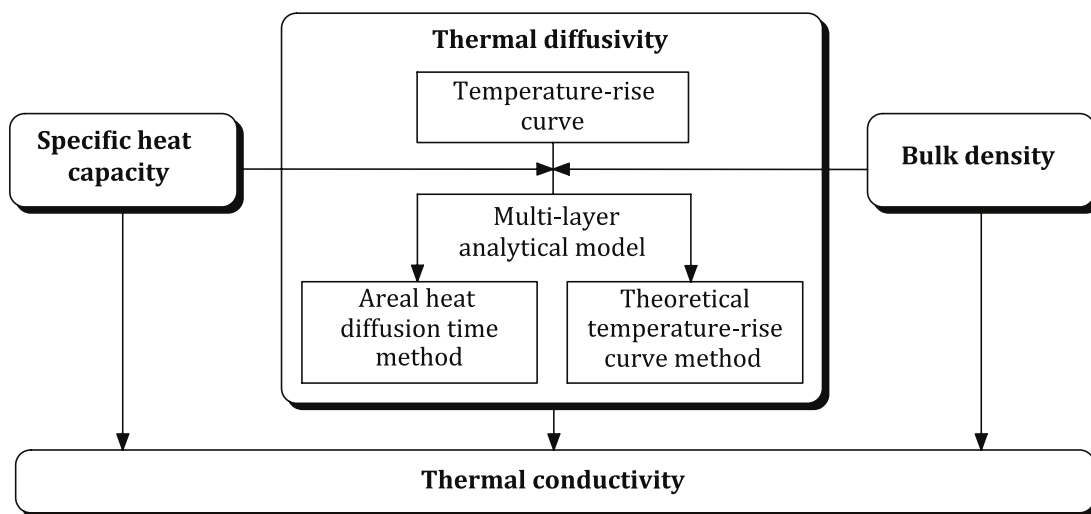 Thermal diffusivity
Temperature-rise
curve
Specific heat
capacity
Bulk density
Multi-layer
analytical model
Areal heat
diffusion time
method
Theoretical
temperature-rise
curve method
Thermal conductivity